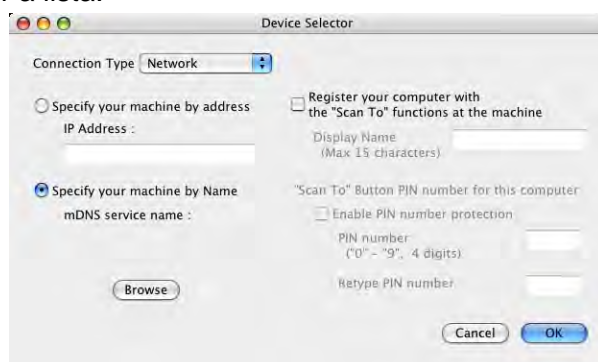 Device Selector
Connection Type Network
Specify your machine by address
IP Address :
Specify your machine by Name
mDNS service name :
Browse
Register your computer with
the "Scan To" functions at the machine
Display Name
(Max 15 characters)
"Scan To" Button PIN number for this computer
Enable PIN number protection
PIN number
("0" - "9", 4 digits)
Retype PIN number
Cancel OK